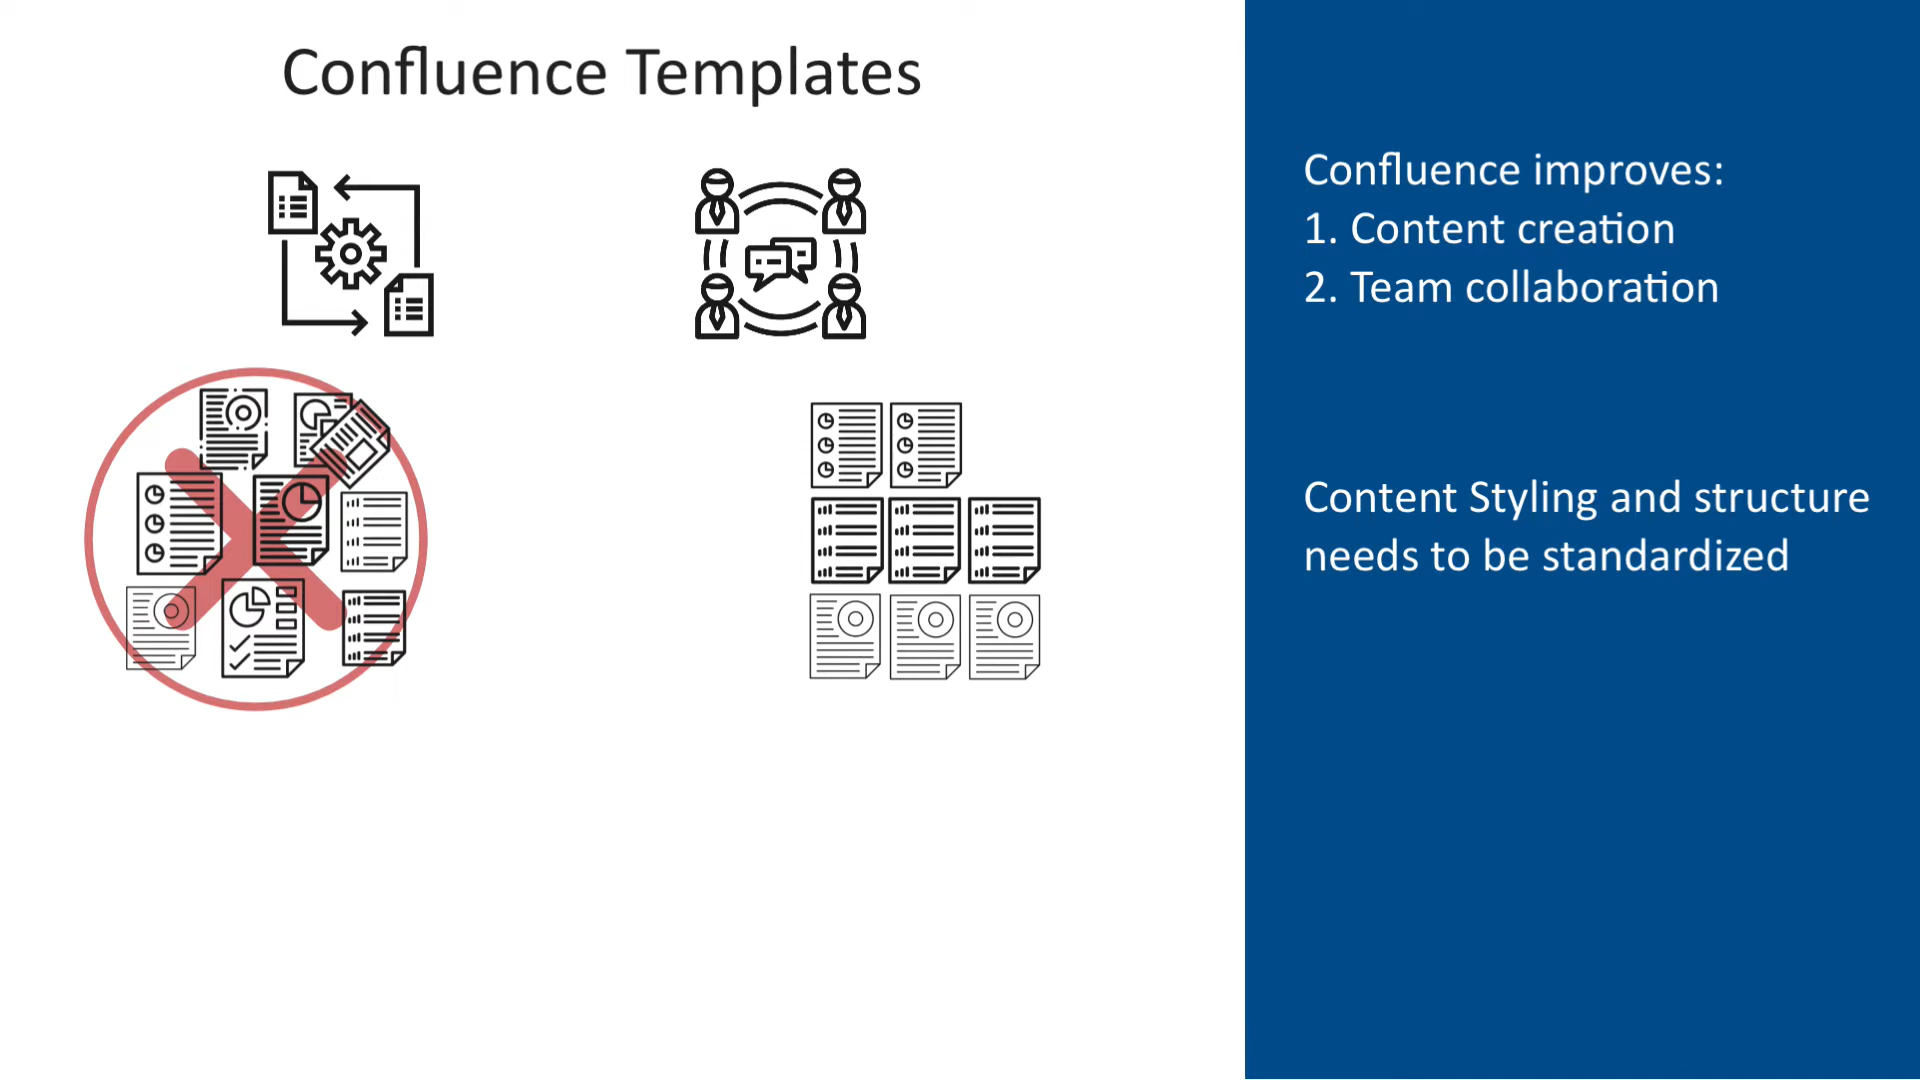 Confluence Templates
Confluence improves:
1. Content creation
2. Team collaboration
Content Styling and structure
needs to be standardized